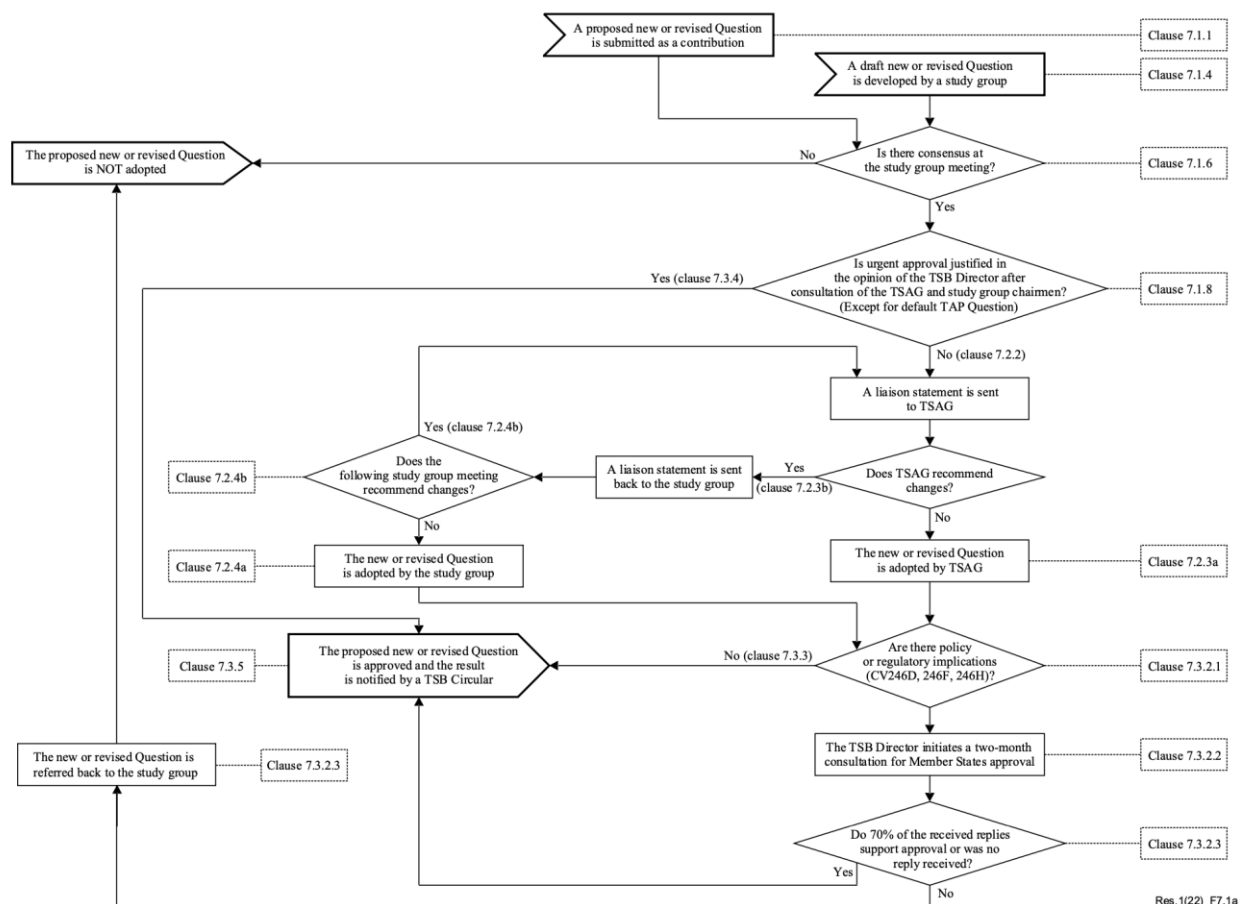 A proposed new or revised Question
is submitted as a contribution
Clause 7.1.1
A draft new or revised Question
is developed by a study group
Clause 7.1.4
The proposed new or revised Question
is NOT adopted
No
Is there consensus at
the study group meeting?
Clause 7.1.6
Yes
Yes (clause 7.3.4)
Is urgent approval justified in
the opinion of the TSB Director after
consultation of the TSAG and study group chairmen?
(Except for default TAP Question)
Clause 7.1.8
No (clause 7.2.2)
A liaison statement is sent
to TSAG
Yes (clause 7.2.4b)
Clause 7.2.4b
Does the
following study group meeting
recommend changes?
A liaison statement is sent
back to the study group
Yes
(clause 7.2.3b)
Does TSAG recommend
changes?
No
No
Clause 7.2.4a
The new or revised Question
is adopted by the study group
The new or revised Question
is adopted by TSAG
Clause 7.2.3a
Clause 7.3.5
The proposed new or revised Question
is approved and the result
is notified by a TSB Circular
No (clause 7.3.3)
Are there policy
or regulatory implications
(CV246D, 246F, 246H)?
Clause 7.3.2.1
The new or revised Question is
referred back to the study group
Clause 7.3.2.3
The TSB Director initiates a two-month
consultation for Member States approval
Clause 7.3.2.2
Do 70% of the received replies
support approval or was no
reply received?
Clause 7.3.2.3
Yes
No
Res.1(22)_F7.1a